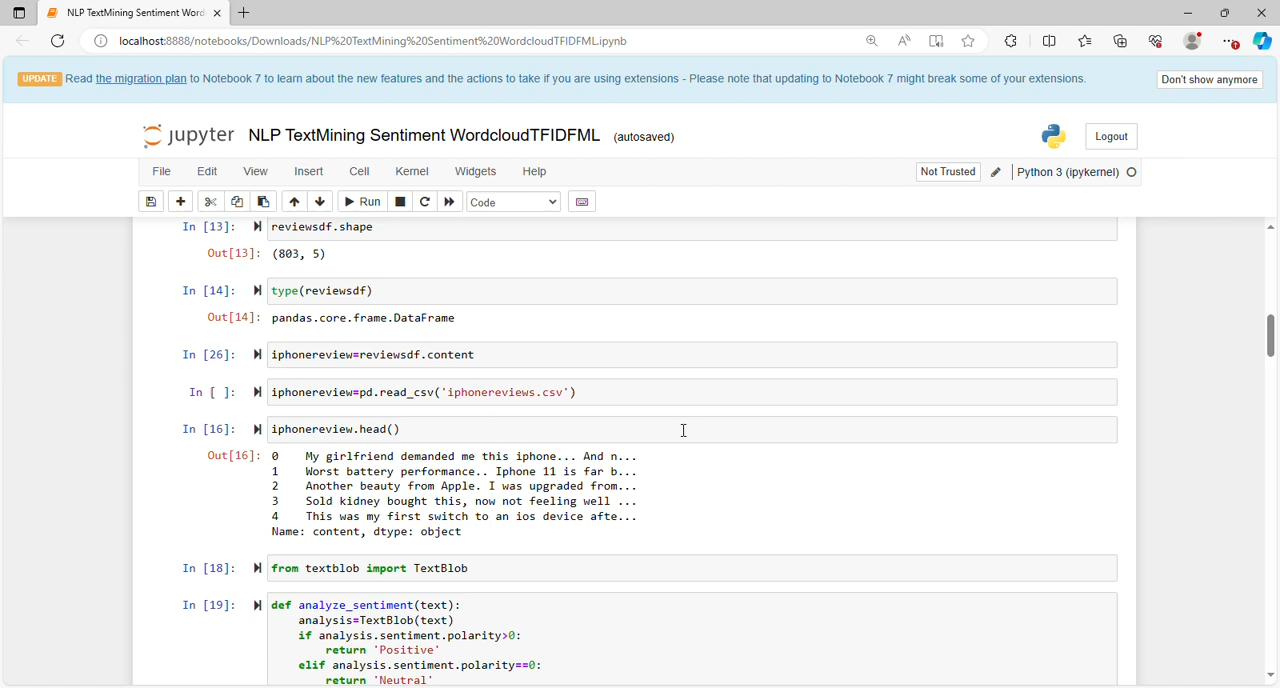 NLP TextMining Sentiment Word
localhost:8888/notebooks/Downloads/NLP%20TextMining%20Sentiment%20WordcloudTFIDFML.ipynb
UPDATE Read the migration plan to Notebook 7 to learn about the new features and the actions to take if you are using extensions - Please note that updating to Notebook 7 might break some of your extensions. Don't show anymore
jupyter NLP TextMining Sentiment WordcloudTFIDFML (autosaved) Logout
File Edit View Insert Cell Kernel Widgets Help Not Trusted Python 3 (ipykernel)
Run Code
In [13]: reviewsdf.shape
Out[13]: (803, 5)
In [14]: type(reviewsdf)
Out[14]: pandas.core.frame.DataFrame
In [26]: iphonereview=reviewsdf.content
In [ ]: iphonereview=pd.read_csv('iphonereviews.csv')
In [16]: iphonereview.head()
Out[16]: 0 My girlfriend demanded me this iphone... And n...
1 Worst battery performance.. Iphone 11 is far b...
2 Another beauty from Apple. I was upgraded from...
3 Sold kidney bought this, now not feeling well ...
4 This was my first switch to an ios device afte...
Name: content, dtype: object
In [18]: from textblob import TextBlob
In [19]: def analyze_sentiment(text):
analysis=TextBlob(text)
if analysis.sentiment.polarity>0:
return 'Positive'
elif analysis.sentiment.polarity==0:
return 'Neutral'